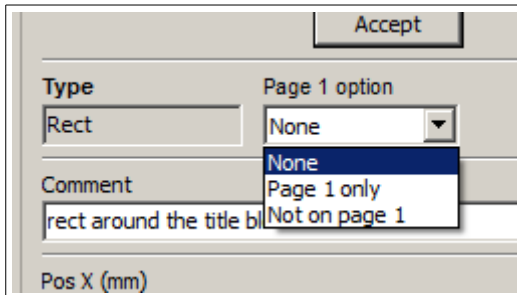 Accept
Type
Page 1 option
Rect
None
None
Page 1 only
Not on page 1
Comment
rect around the title bl
Pos X (mm)